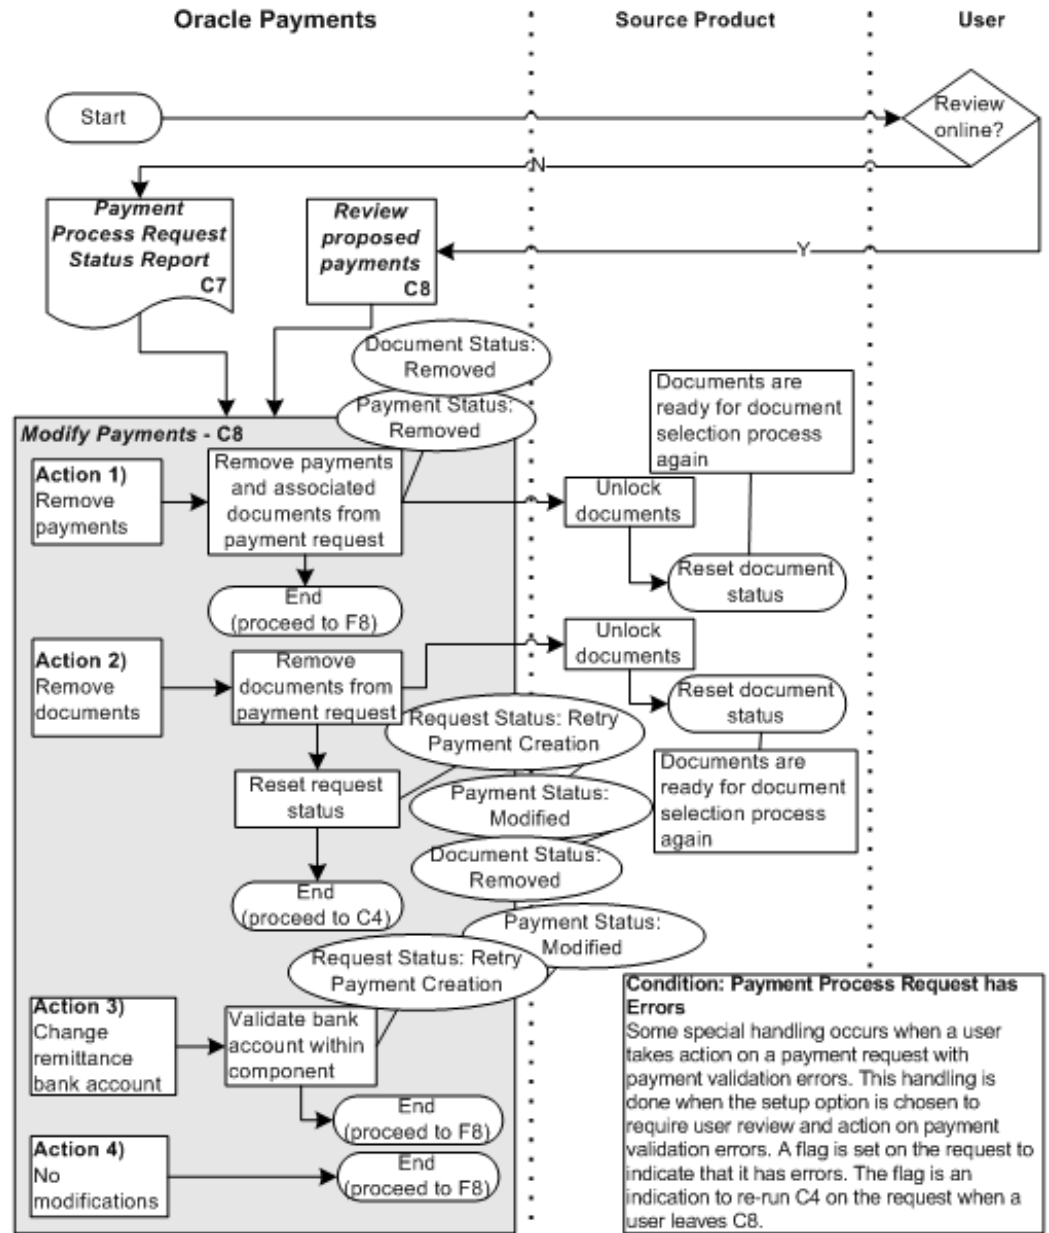 Oracle Payments
Source Product
User
Start
Review
online?
N
Payment
Process Request
Status Report
C7
Review
proposed
payments
C8
Y
Document Status:
Removed
Payment Status:
Removed
Modify Payments - C8
Action 1)
Remove
payments
Remove payments
and associated
documents from
payment request
Unlock
documents
Documents are
ready for document
selection process
again
Reset document
status
End
(proceed to F8)
Action 2)
Remove
documents
Remove
documents from
payment request
Unlock
documents
Reset document
status
Documents are
ready for document
selection process
again
Request Status: Retry
Payment Creation
Reset request
status
Payment Status:
Modified
Document Status:
Removed
End
(proceed to C4)
Payment Status:
Modified
Request Status: Retry
Payment Creation
Action 3)
Change
remittance
bank account
Validate bank
account within
component
End
(proceed to F8)
Action 4)
No
modifications
End
(proceed to F8)
Condition: Payment Process Request has
Errors
Some special handling occurs when a user
takes action on a payment request with
payment validation errors. This handling is
done when the setup option is chosen to
require user review and action on payment
validation errors. A flag is set on the request to
indicate that it has errors. The flag is an
indication to re-run C4 on the request when a
user leaves C8.